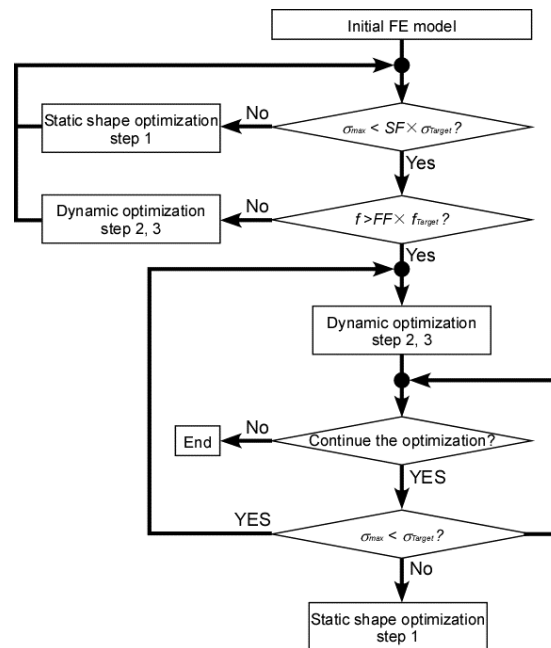 Initial FE model
No
Static shape optimization
step 1
σmax < SF × σTarget ?
Yes
No
Dynamic optimization
step 2, 3
f >FF × fTarget ?
Yes
Dynamic optimization
step 2, 3
No
End
Continue the optimization?
YES
YES
σmax < σTarget ?
No
Static shape optimization
step 1